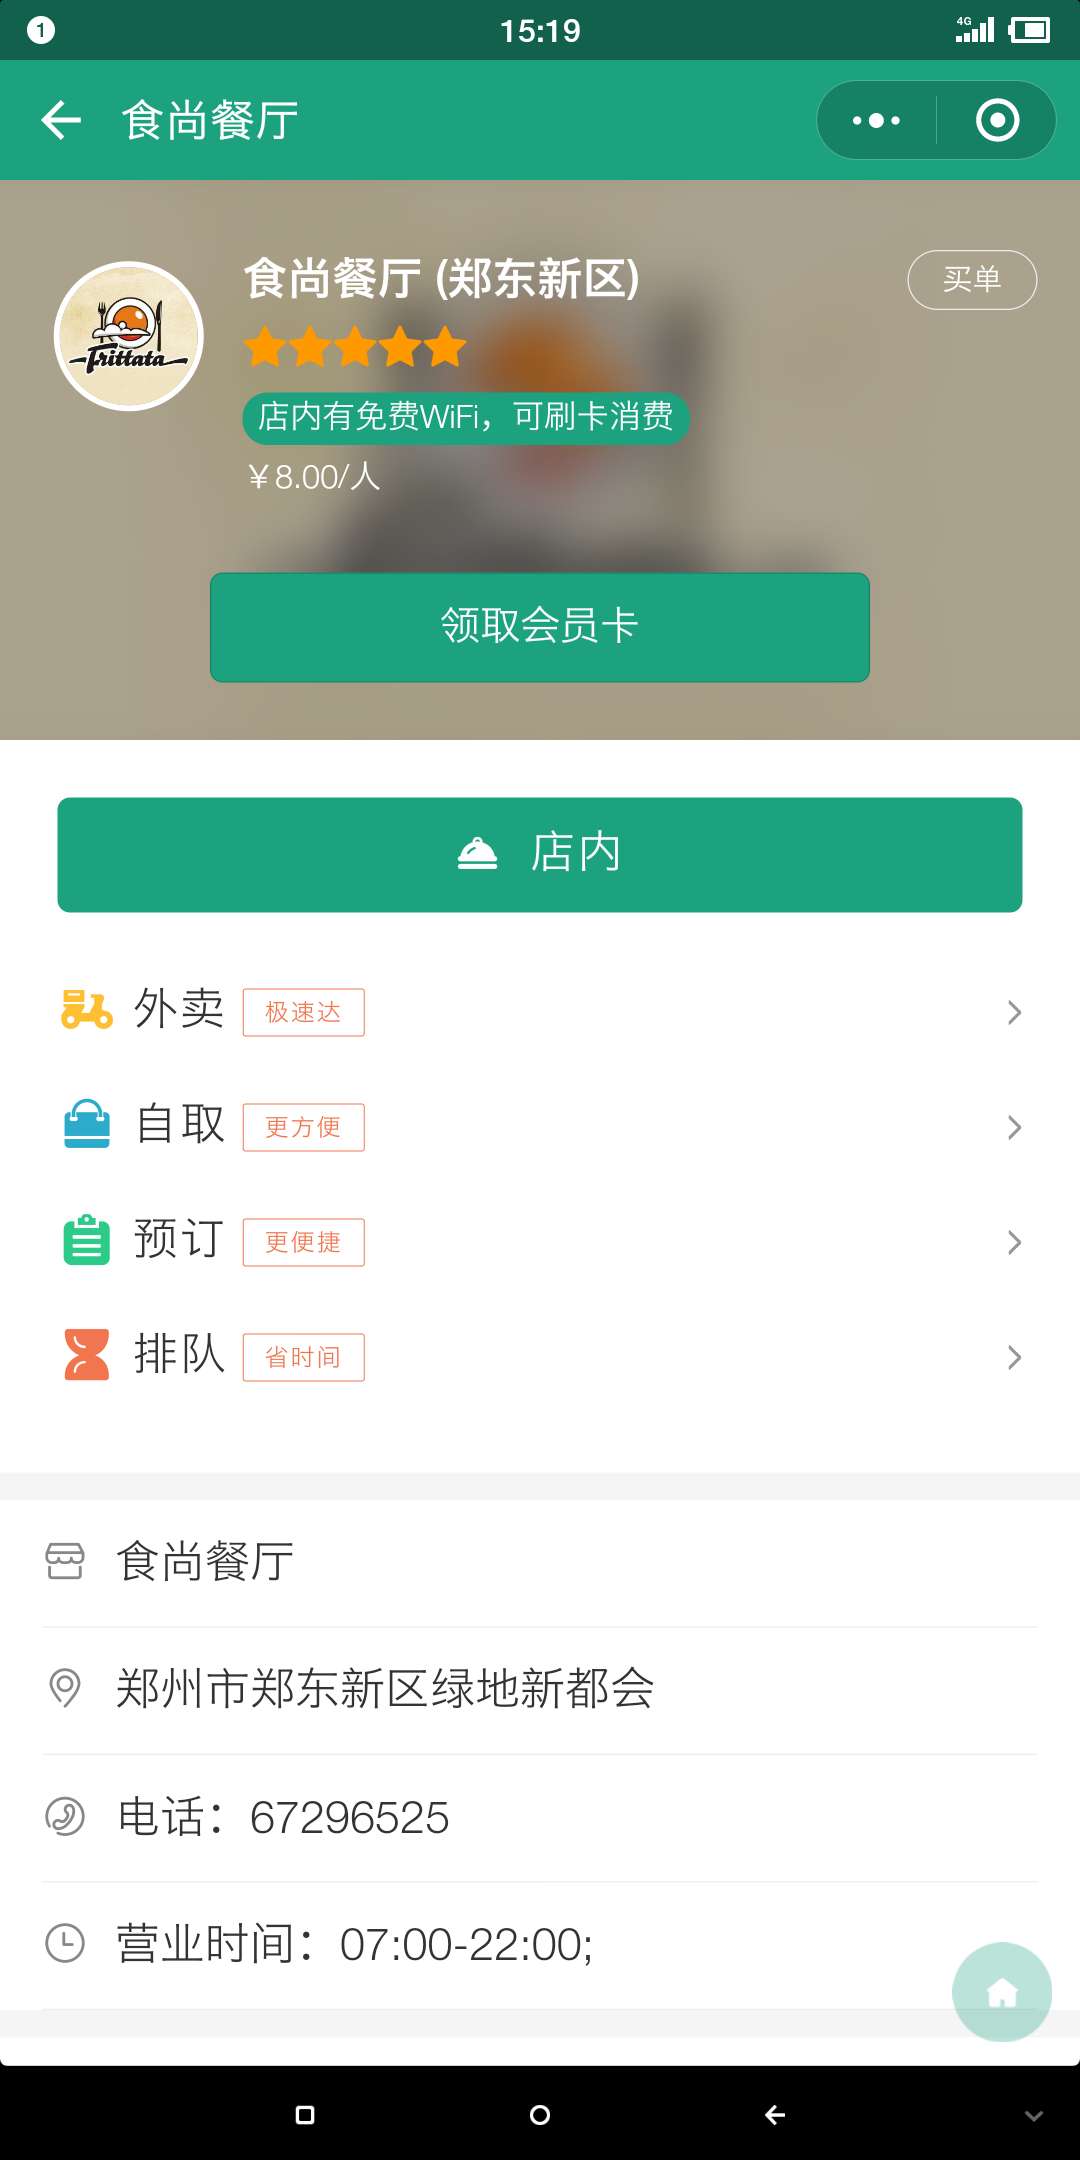 1
15:19
4G
食尚餐厅
食尚餐厅 (郑东新区)
买单
Frittata
店内有免费WiFi，可刷卡消费
￥8.00/人
领取会员卡
店内
外卖 极速达
自取 更方便
预订 更便捷
排队 省时间
食尚餐厅
郑州市郑东新区绿地新都会
电话：67296525
营业时间：07:00-22:00;